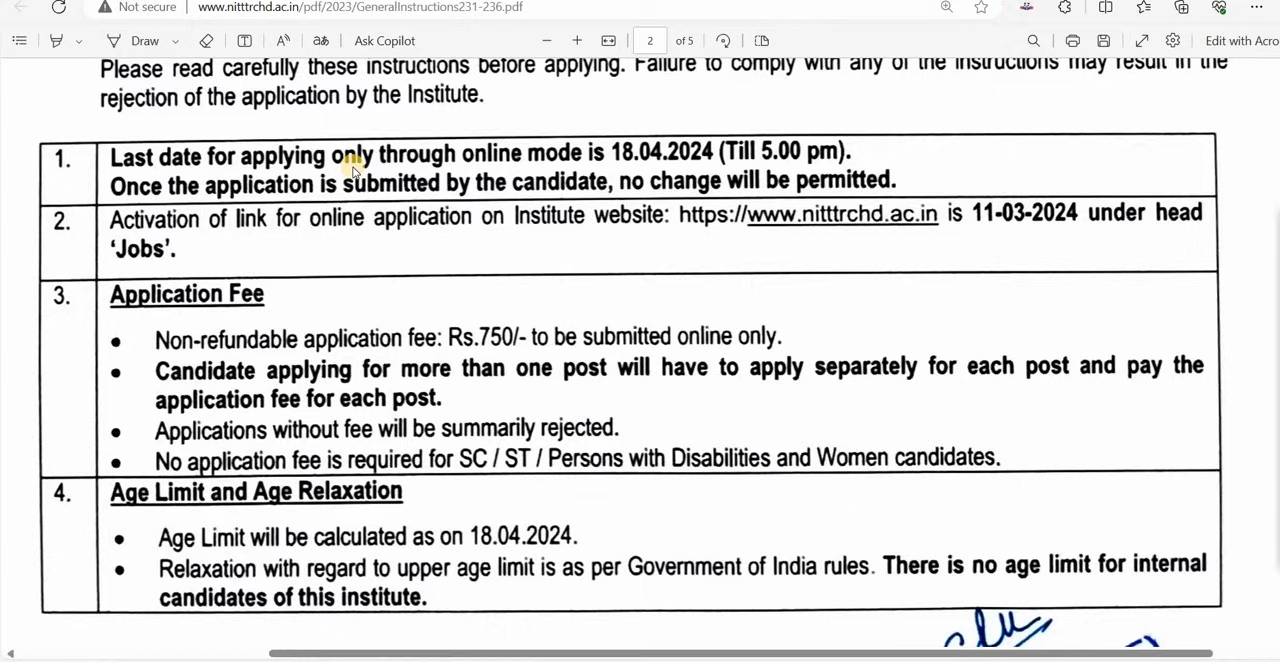 Not secure www.nitttrchd.ac.in/pdf/2023/GeneralInstructions231-236.pdf
Draw Ask Copilot 2 of 5 Edit with Acro
Please read carefully these instructions before applying. Failure to comply with any of the instructions may result in the
rejection of the application by the Institute.
1. Last date for applying only through online mode is 18.04.2024 (Till 5.00 pm).
Once the application is submitted by the candidate, no change will be permitted.
2. Activation of link for online application on Institute website: https://www.nitttrchd.ac.in is 11-03-2024 under head
‘Jobs’.
3. Application Fee
• Non-refundable application fee: Rs.750/- to be submitted online only.
• Candidate applying for more than one post will have to apply separately for each post and pay the
application fee for each post.
• Applications without fee will be summarily rejected.
• No application fee is required for SC / ST / Persons with Disabilities and Women candidates.
4. Age Limit and Age Relaxation
• Age Limit will be calculated as on 18.04.2024.
• Relaxation with regard to upper age limit is as per Government of India rules. There is no age limit for internal
candidates of this institute.